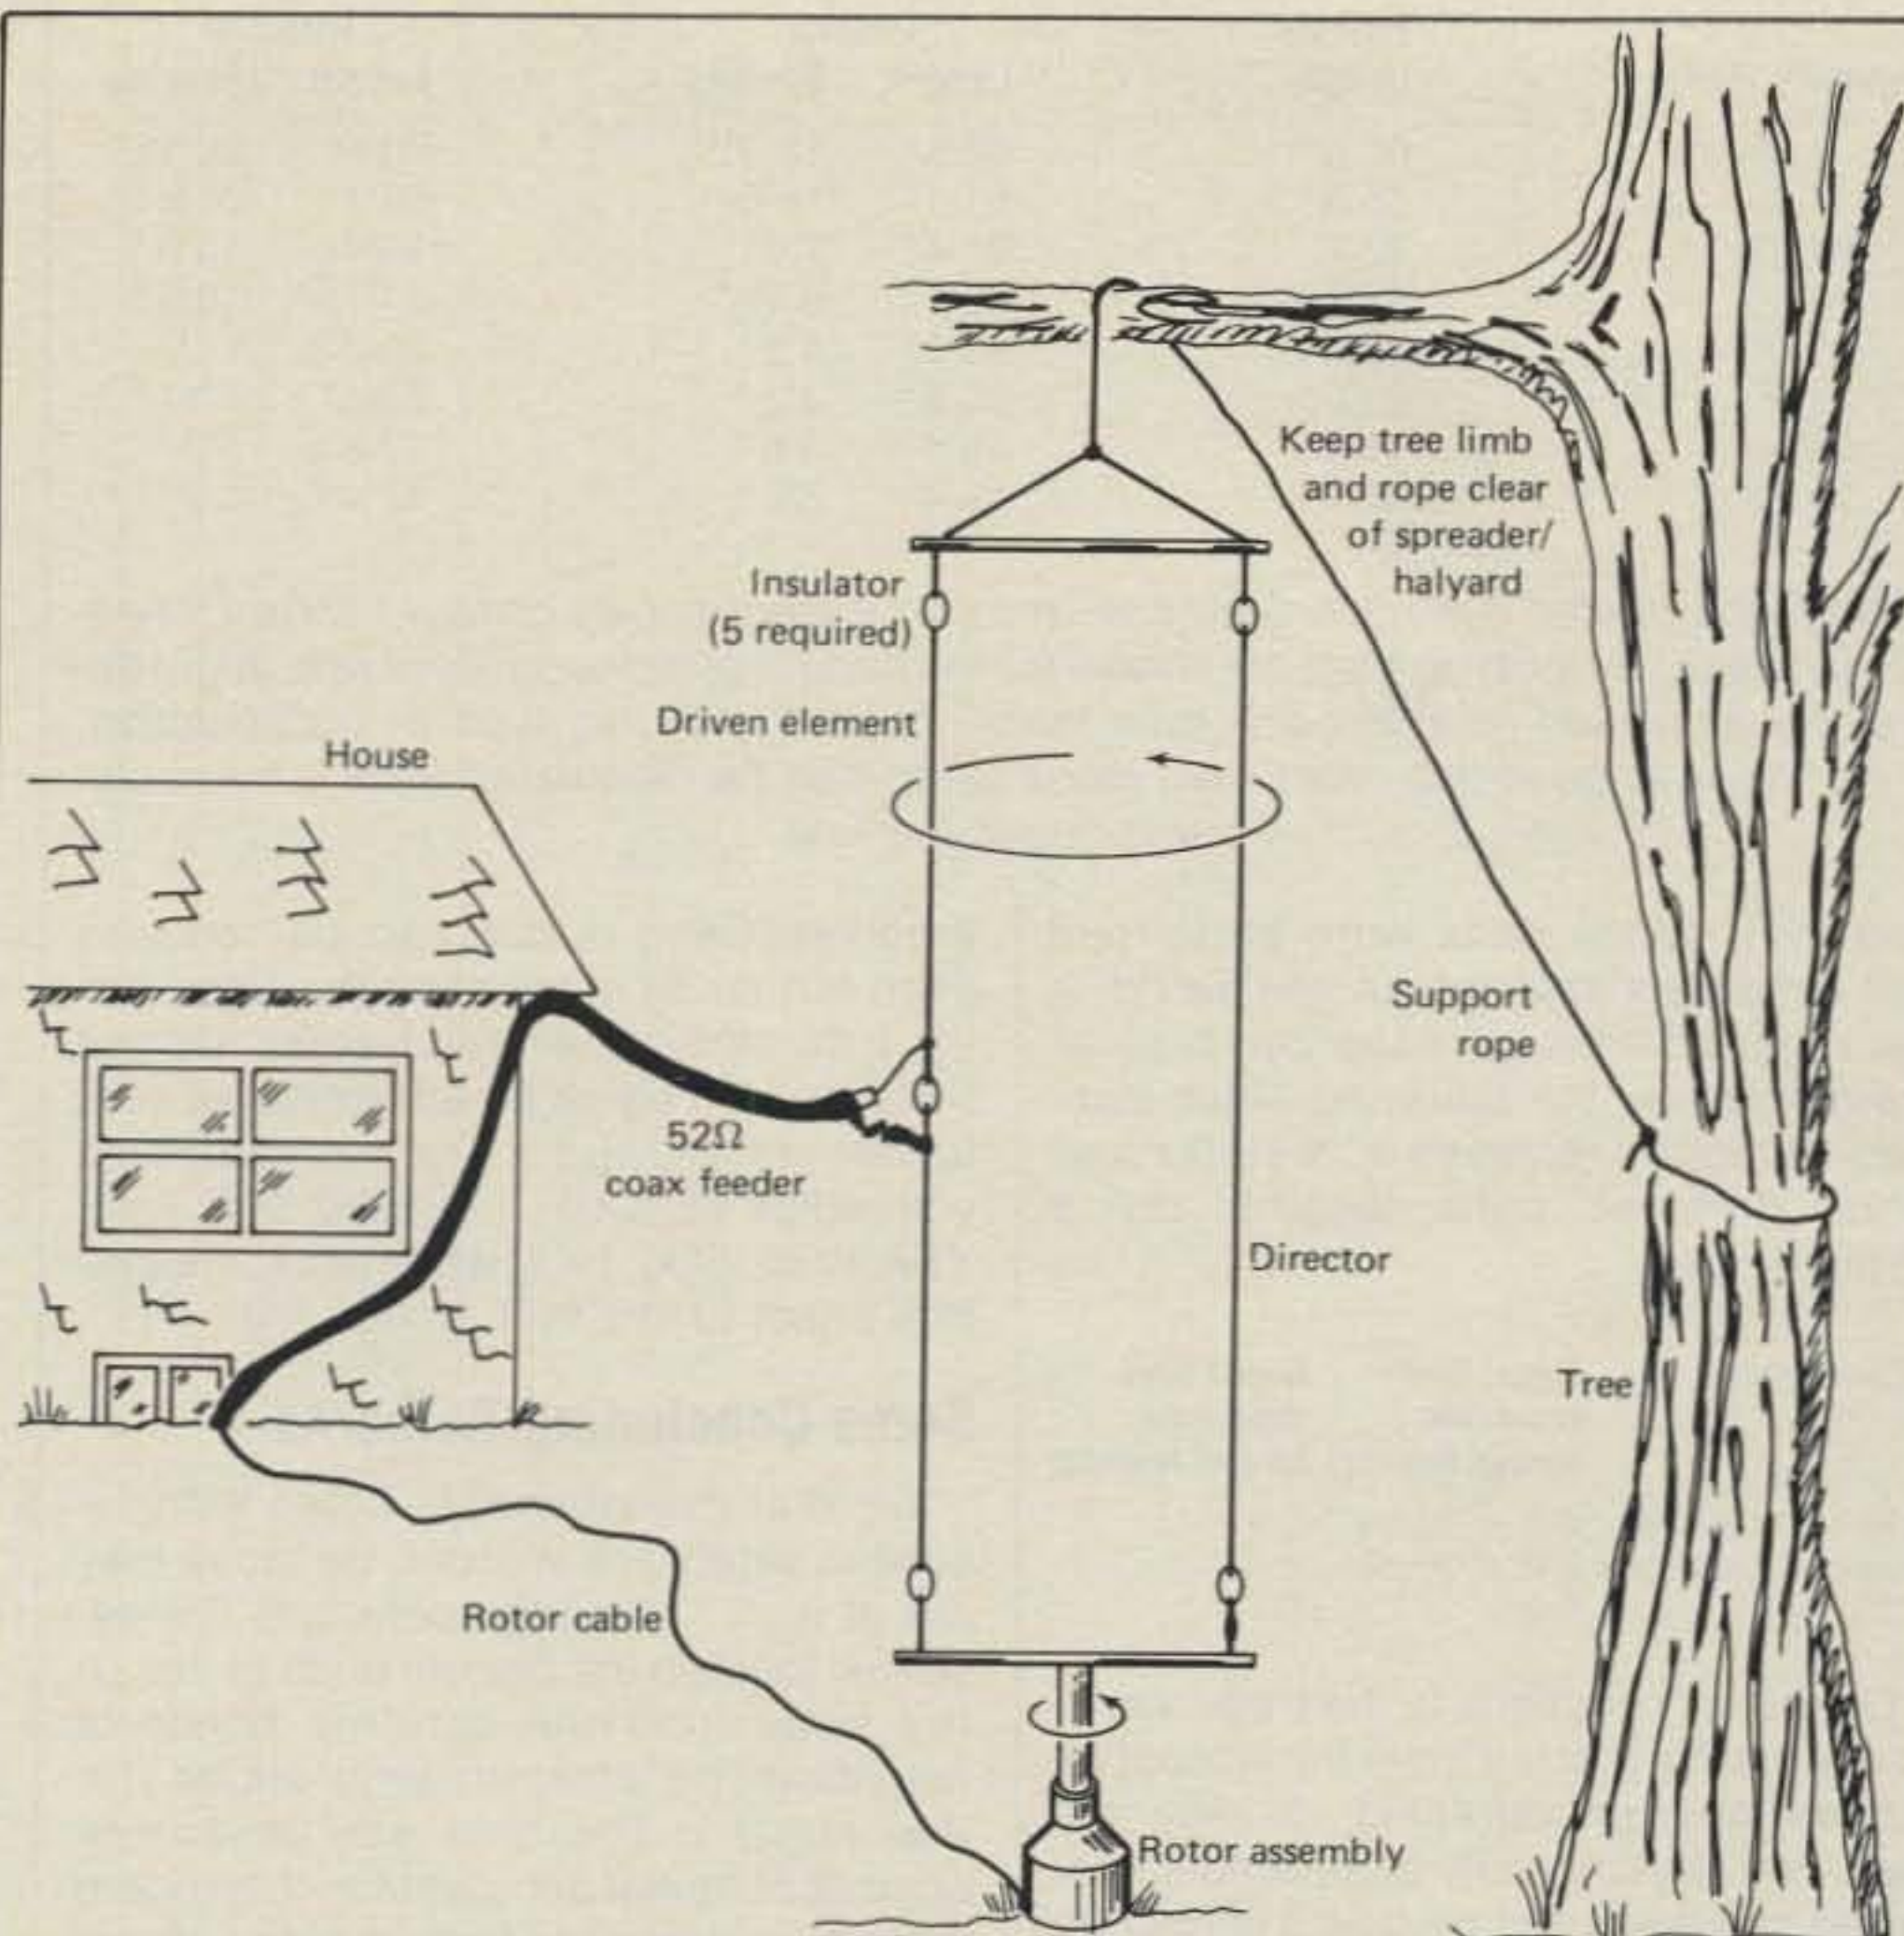 Keep tree limb
and rope clear
of spreader/
halyard
Insulator
(5 required)
Driven element
House
Support
rope
52Ω
coax feeder
Director
Tree
Rotor cable
Rotor assembly